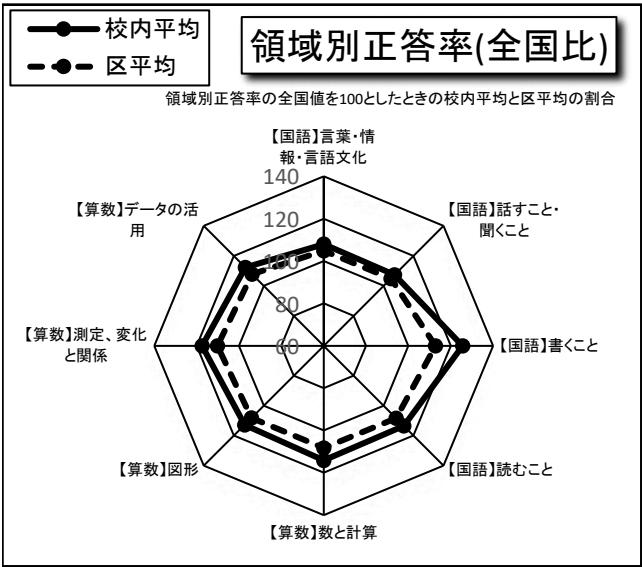 校内平均
区平均
領域別正答率(全国比)
領域別正答率の全国値を100としたときの校内平均と区平均の割合
【国語】言葉・情
報・言語文化
【国語】話すこと・
聞くこと
【国語】書くこと
【国語】読むこと
【算数】数と計算
【算数】図形
【算数】測定、変化
と関係
【算数】データの活
用
140
120
100
80
60